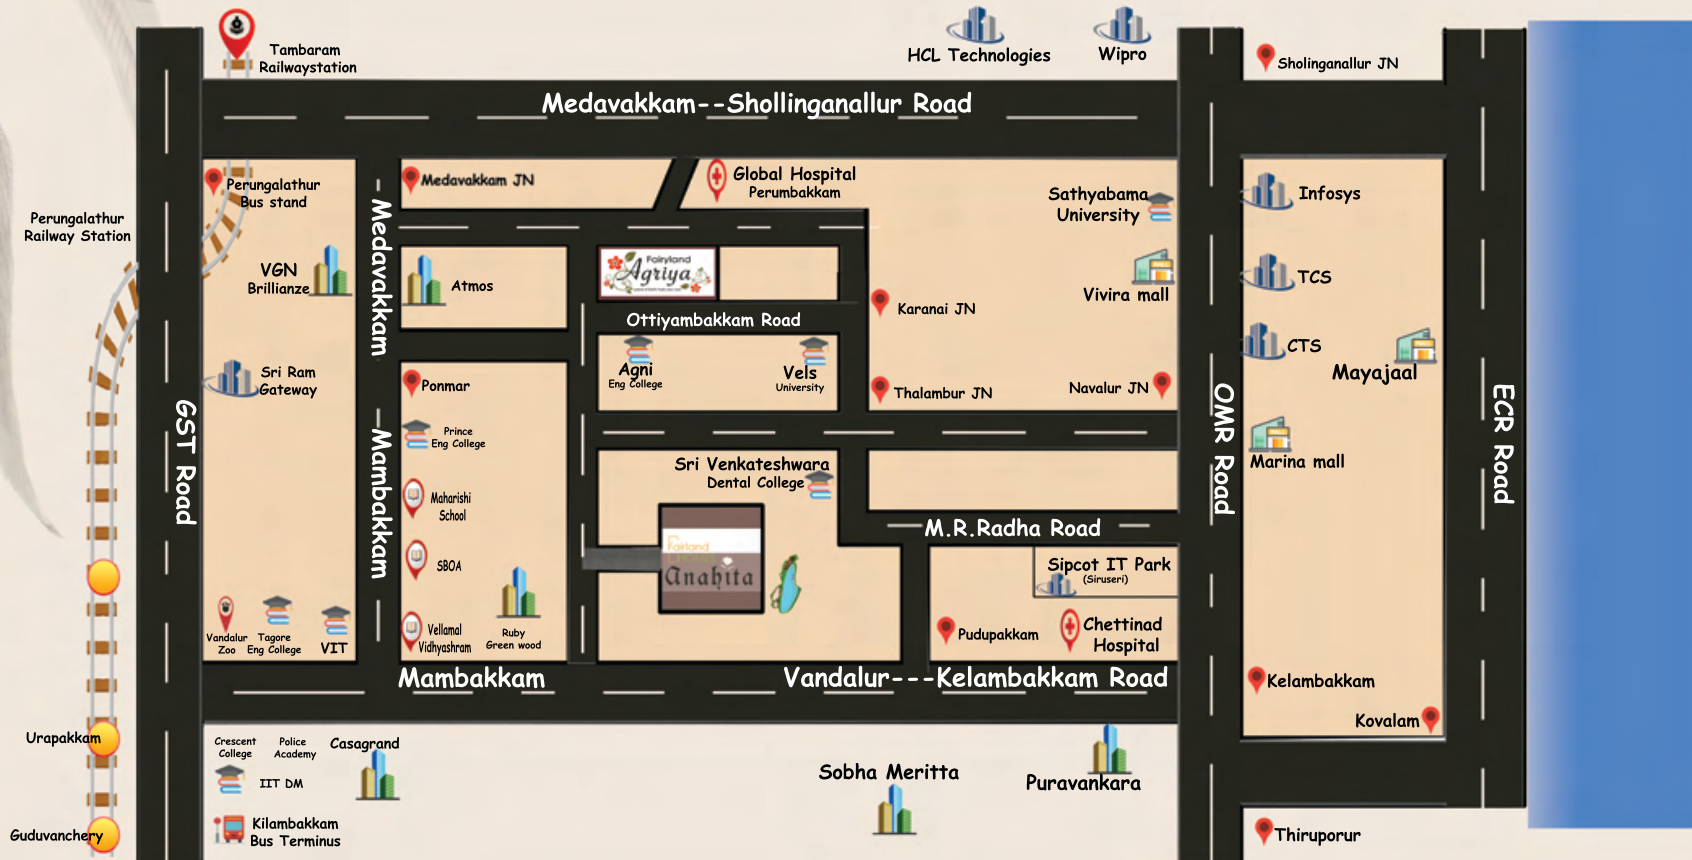 Tambaram
Railwaystation
HCL Technologies
Wipro
Sholinganallur JN
Medavakkam--Shollinganallur Road
Perungalathur
Bus stand
Perungalathur
Railway Station
VGN
Brillianze
Sri Ram
Gateway
GST Road
Medavakkam
Mambakkam
Medavakkam JN
Global Hospital
Perumbakkam
Sathyabama
University
Vivira mall
Infosys
TCS
CTS
Mayajaal
Marina mall
OMR Road
ECR Road
Atmos
Fairyland
Agriya
Karanai JN
Ottiyambakkam Road
Agni
Eng College
Vels
University
Thalambur JN
Navalur JN
Ponmar
Prince
Eng College
Maharishi
School
SBOA
Vellamal
Vidhyashram
Ruby
Green wood
Sri Venkateshwara
Dental College
Fairland
anahita
M.R.Radha Road
Sipcot IT Park
(Siruseri)
Pudupakkam
Chettinad
Hospital
Vandalur
Zoo
Tagore
Eng College
VIT
Mambakkam
Vandalur---Kelambakkam Road
Kelambakkam
Kovalam
Urapakkam
Guduvanchery
Crescent
College
Police
Academy
Casagrand
IIT DM
Kilambakkam
Bus Terminus
Sobha Meritta
Puravankara
Thiruporur